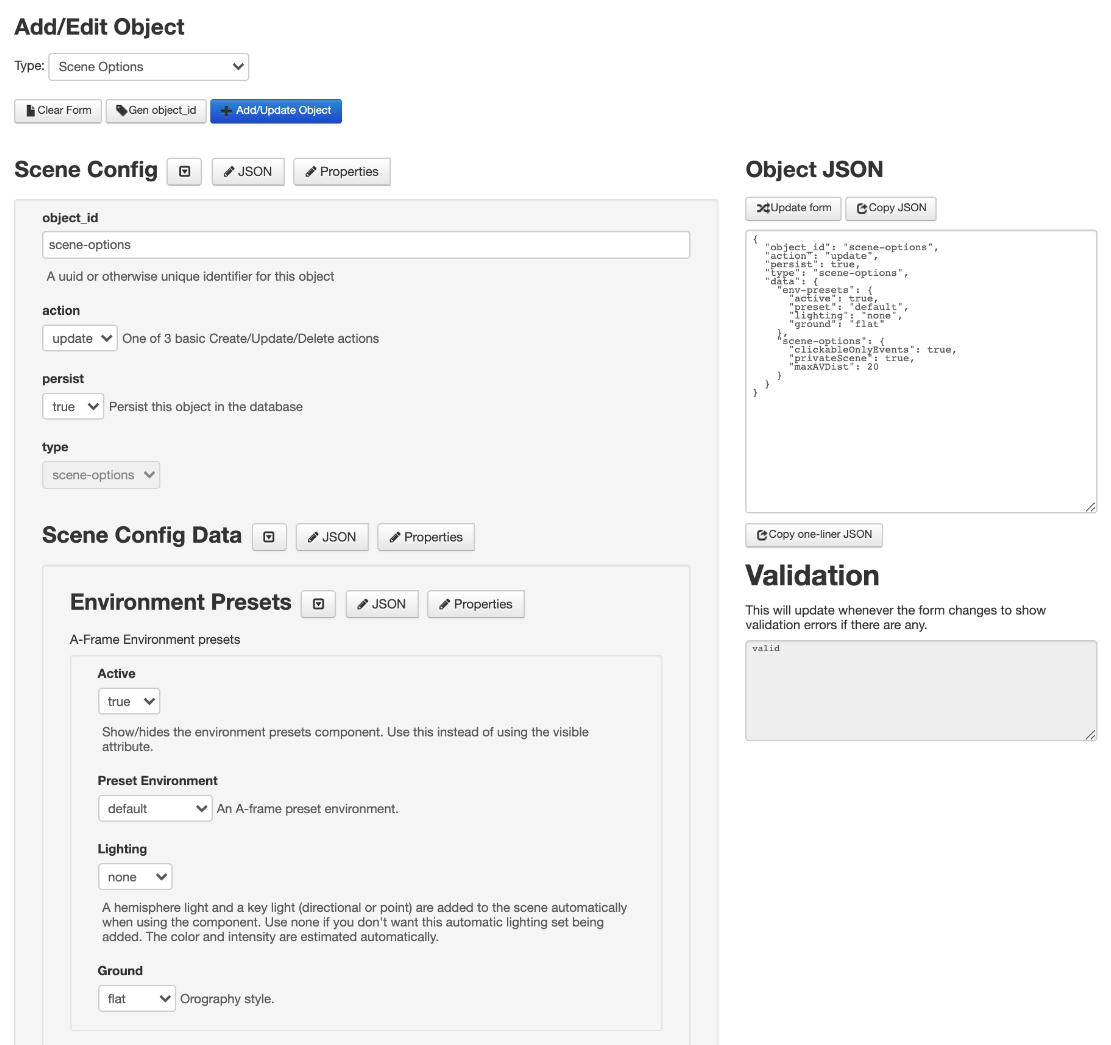 Add/Edit Object
Type: Scene Options
Clear Form Gen object_id Add/Update Object
Scene Config JSON Properties
object_id
scene-options
A uuid or otherwise unique identifier for this object
action
update One of 3 basic Create/Update/Delete actions
persist
true Persist this object in the database
type
scene-options
Scene Config Data JSON Properties
Environment Presets JSON Properties
A-Frame Environment presets
Active
true
Show/hides the environment presets component. Use this instead of using the visible
attribute.
Preset Environment
default An A-frame preset environment.
Lighting
none
A hemisphere light and a key light (directional or point) are added to the scene automatically
when using the component. Use none if you don't want this automatic lighting set being
added. The color and intensity are estimated automatically.
Ground
flat Orography style.
Object JSON
Update form Copy JSON
{
"object_id": "scene-options",
"action": "update",
"persist": true,
"type": "scene-options",
"data": {
"env-presets": {
"active": true,
"preset": "default",
"lighting": "none",
"ground": "flat"
},
"scene-options": {
"clickableOnlyEvents": true,
"privateScene": true,
"maxAVDist": 20
}
}
}
Copy one-liner JSON
Validation
This will update whenever the form changes to show
validation errors if there are any.
valid